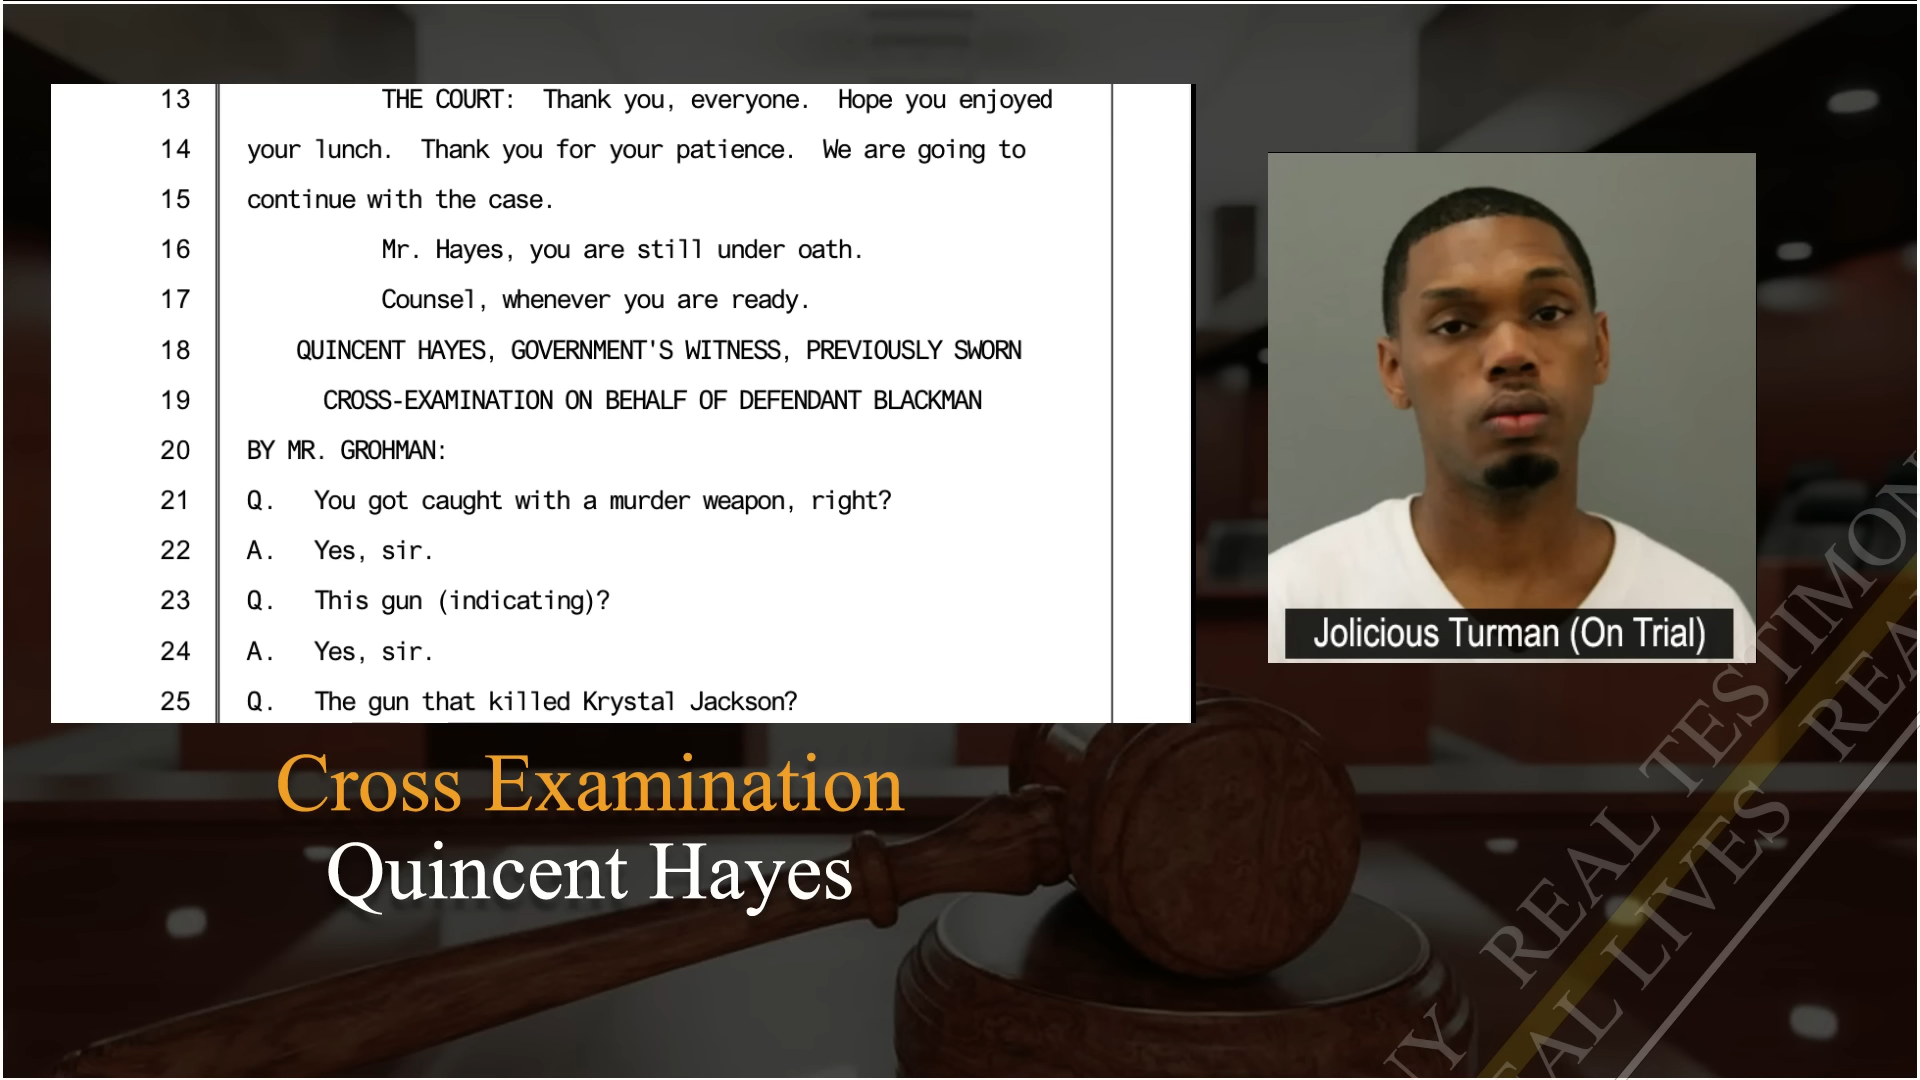 13 THE COURT: Thank you, everyone. Hope you enjoyed
14 your lunch. Thank you for your patience. We are going to
15 continue with the case.
16 Mr. Hayes, you are still under oath.
17 Counsel, whenever you are ready.
18 QUINCENT HAYES, GOVERNMENT'S WITNESS, PREVIOUSLY SWORN
19 CROSS-EXAMINATION ON BEHALF OF DEFENDANT BLACKMAN
20 BY MR. GROHMAN:
21 Q. You got caught with a murder weapon, right?
22 A. Yes, sir.
23 Q. This gun (indicating)?
24 A. Yes, sir.
25 Q. The gun that killed Krystal Jackson?
Jolicious Turman (On Trial)
Cross Examination
Quincent Hayes
REAL TESTIMON
REAL LIVES REA